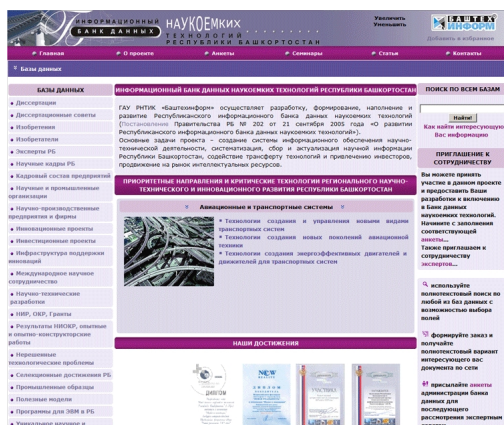 ИНФОРМАЦИОННЫЙ
БАНК ДАННЫХ
НАУКОЕМКИХ
ТЕХНОЛОГИЙ
РЕСПУБЛИКИ БАШКОРТОСТАН
Увеличить
Уменьшить
БАШТЕХ
ИНФОРМ
Добавить в избранное
Главная
О проекте
Анкеты
Семинары
Статьи
Контакты
Базы данных
БАЗЫ ДАННЫХ
Диссертации
Диссертационные советы
Изобретения
Изобретатели
Эксперты РБ
Научные кадры РБ
Кадровый состав предприятий
Научные и промышленные
организации
Научно-производственные
предприятия и фирмы
Инновационные проекты
Инвестиционные проекты
Инфраструктура поддержки
инноваций
Международное научное
сотрудничество
Научно-технические
разработки
НИР, ОКР, Гранты
Результаты НИОКР, опытные
и опытно-конструкторские
работы
Нерешенные
технологические проблемы
Селекционные достижения РБ
Промышленные образцы
Полезные модели
Программы для ЭВМ и РБ
Уникальное научное и
ИНФОРМАЦИОННЫЙ БАНК ДАННЫХ НАУКОЕМКИХ ТЕХНОЛОГИЙ РЕСПУБЛИКИ БАШКОРТОСТАН
ГАУ РНТИК «Баштехинформ» осуществляет разработку, формирование, наполнение и
развитие Республиканского информационного банка данных наукоемких технологий
(Постановление Правительства РБ № 202 от 21 сентября 2005 года «О развитии
Республиканского информационного банка данных наукоемких технологий»).
Основные задачи проекта – создание системы информационного обеспечения научно-
технической деятельности, систематизация, сбор и актуализация научной информации
Республики Башкортостан, содействие трансферту технологий и привлечению инвесторов,
продвижение на рынок интеллектуальных ресурсов.
ПРИОРИТЕТНЫЕ НАПРАВЛЕНИЯ И КРИТИЧЕСКИЕ ТЕХНОЛОГИИ РЕГИОНАЛЬНОГО НАУЧНО-
ТЕХНИЧЕСКОГО И ИННОВАЦИОННОГО РАЗВИТИЯ РЕСПУБЛИКИ БАШКОРТОСТАН
Авиационные и транспортные системы
Технологии создания и управления новыми видами
транспортных систем
Технологии создания новых поколений авиационной
техники
Технологии создания энергоэффективных двигателей и
движителей для транспортных систем
НАШИ ДОСТИЖЕНИЯ
ДИПЛОМ
NEW
ПОИСК ПО ВСЕМ БАЗАМ
Найти!
Как найти интересующую
Вас информацию
ПРИГЛАШЕНИЕ К
СОТРУДНИЧЕСТВУ
Вы можете принять
участие в данном проекте
и предоставить Ваши
разработки к включению
в Банк данных
наукоемких технологий.
Начните с заполнения
соответствующей
анкеты...
Также приглашаем к
сотрудничеству
экспертов...
используйте
полнотекстовый поиск по
любой из баз данных с
возможностью выбора
полей
формируйте заказ и
получайте
полнотекстовый вариант
интересующего вас
документа по сети
присылайте анкеты
администрации банка
данных для
последующего
рассмотрения экспертным